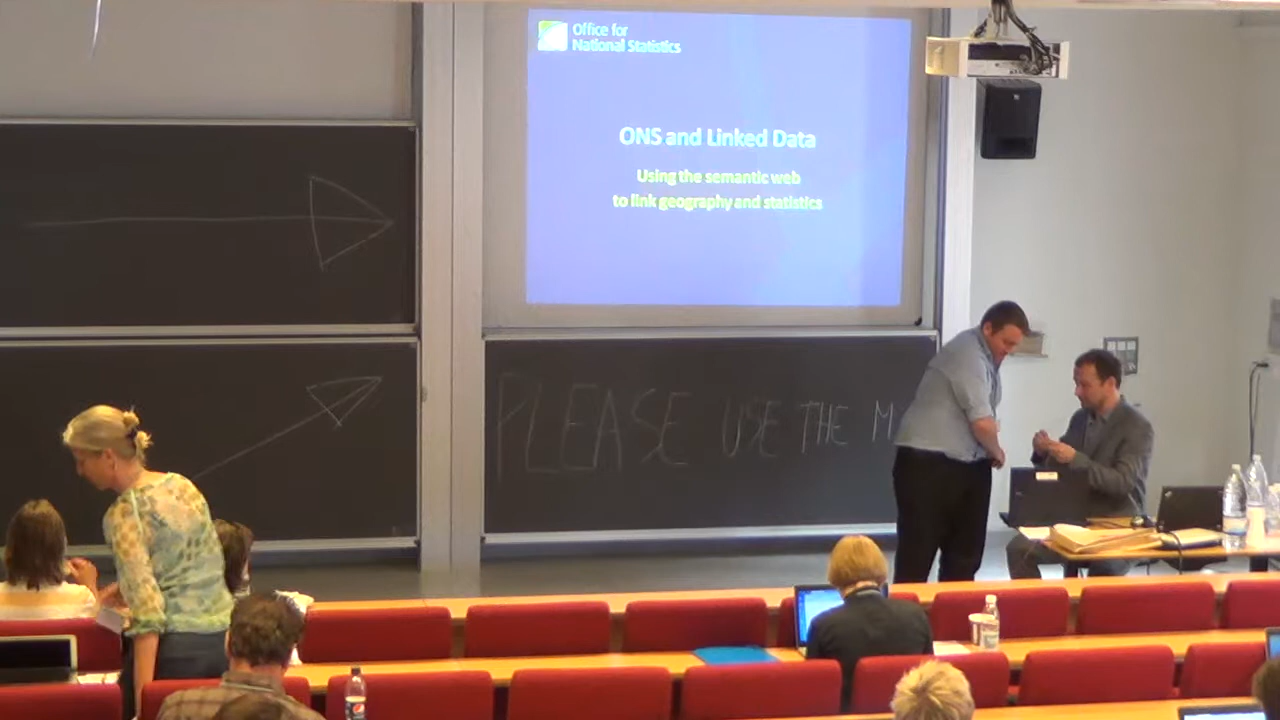 Office for
National Statistics
ONS and Linked Data
Using the semantic web
to link geography and statistics
PLEASE USE THE M